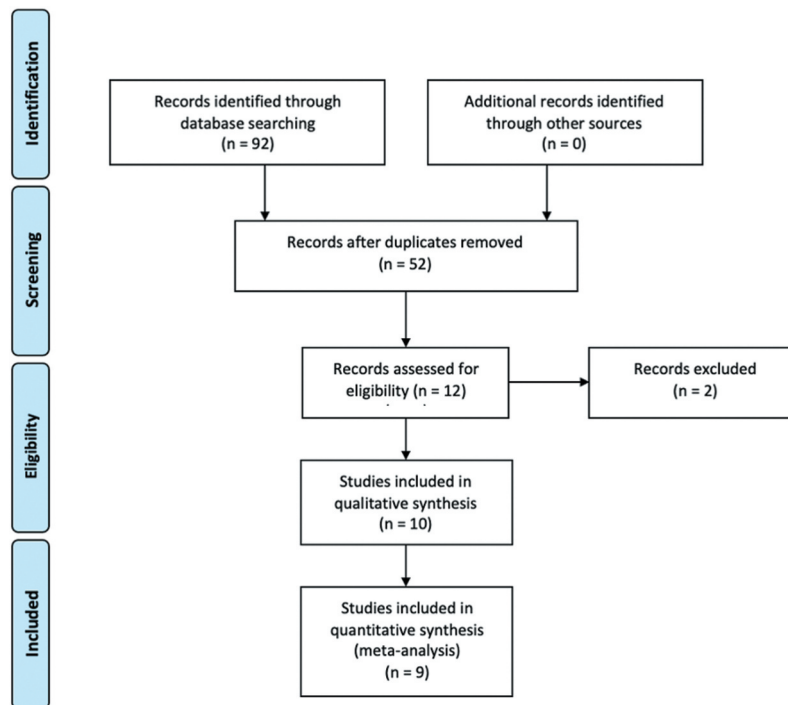 Identification
Records identified through
database searching
(n = 92)
Additional records identified
through other sources
(n = 0)
Screening
Records after duplicates removed
(n = 52)
Records assessed for
eligibility (n = 12)
Records excluded
(n = 2)
Eligibility
Studies included in
qualitative synthesis
(n = 10)
Included
Studies included in
quantitative synthesis
(meta-analysis)
(n = 9)